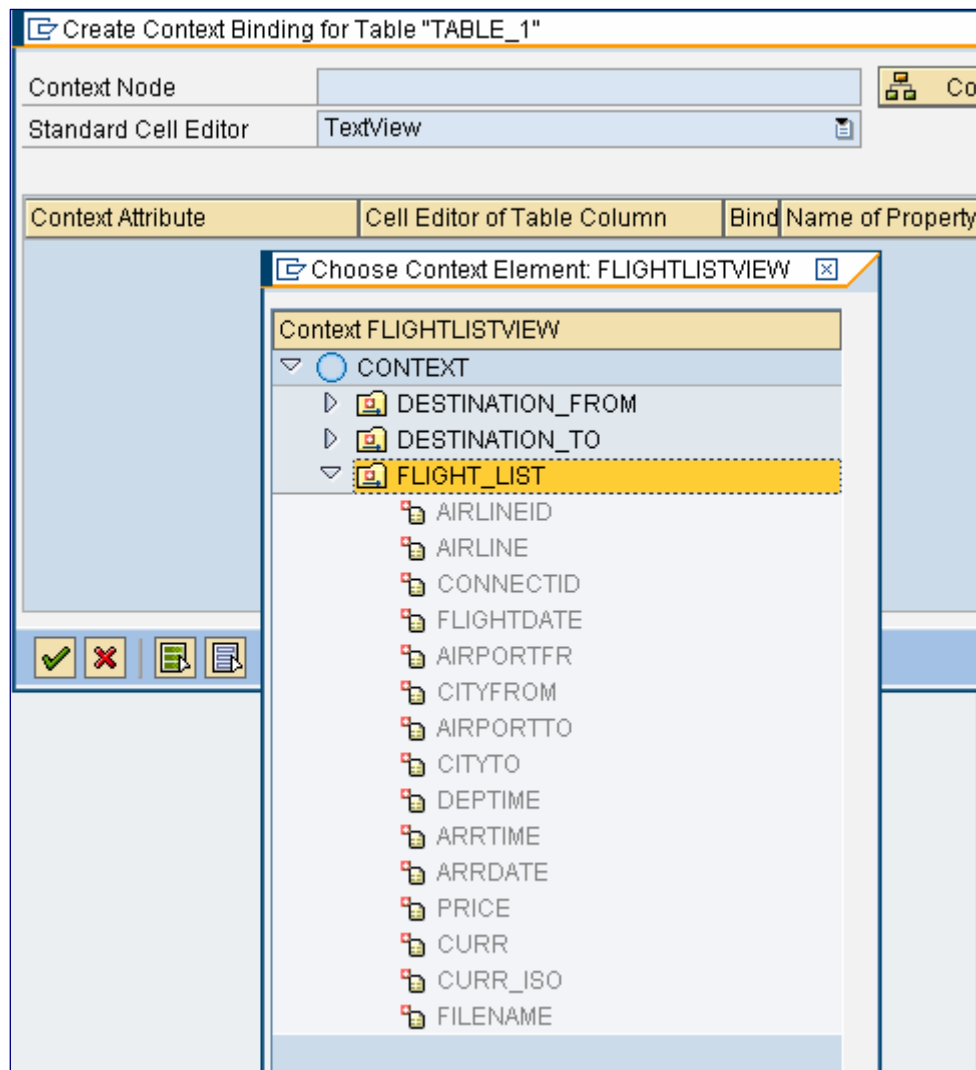 Create Context Binding for Table "TABLE_1"
Context Node
Co
Standard Cell Editor TextView
Context Attribute Cell Editor of Table Column Bind Name of Property
Choose Context Element: FLIGHTLISTVIEW
Context FLIGHTLISTVIEW
CONTEXT
DESTINATION_FROM
DESTINATION_TO
FLIGHT_LIST
AIRLINEID
AIRLINE
CONNECTID
FLIGHTDATE
AIRPORTFR
CITYFROM
AIRPORTTO
CITYTO
DEPTIME
ARRTIME
ARRDATE
PRICE
CURR
CURR_ISO
FILENAME